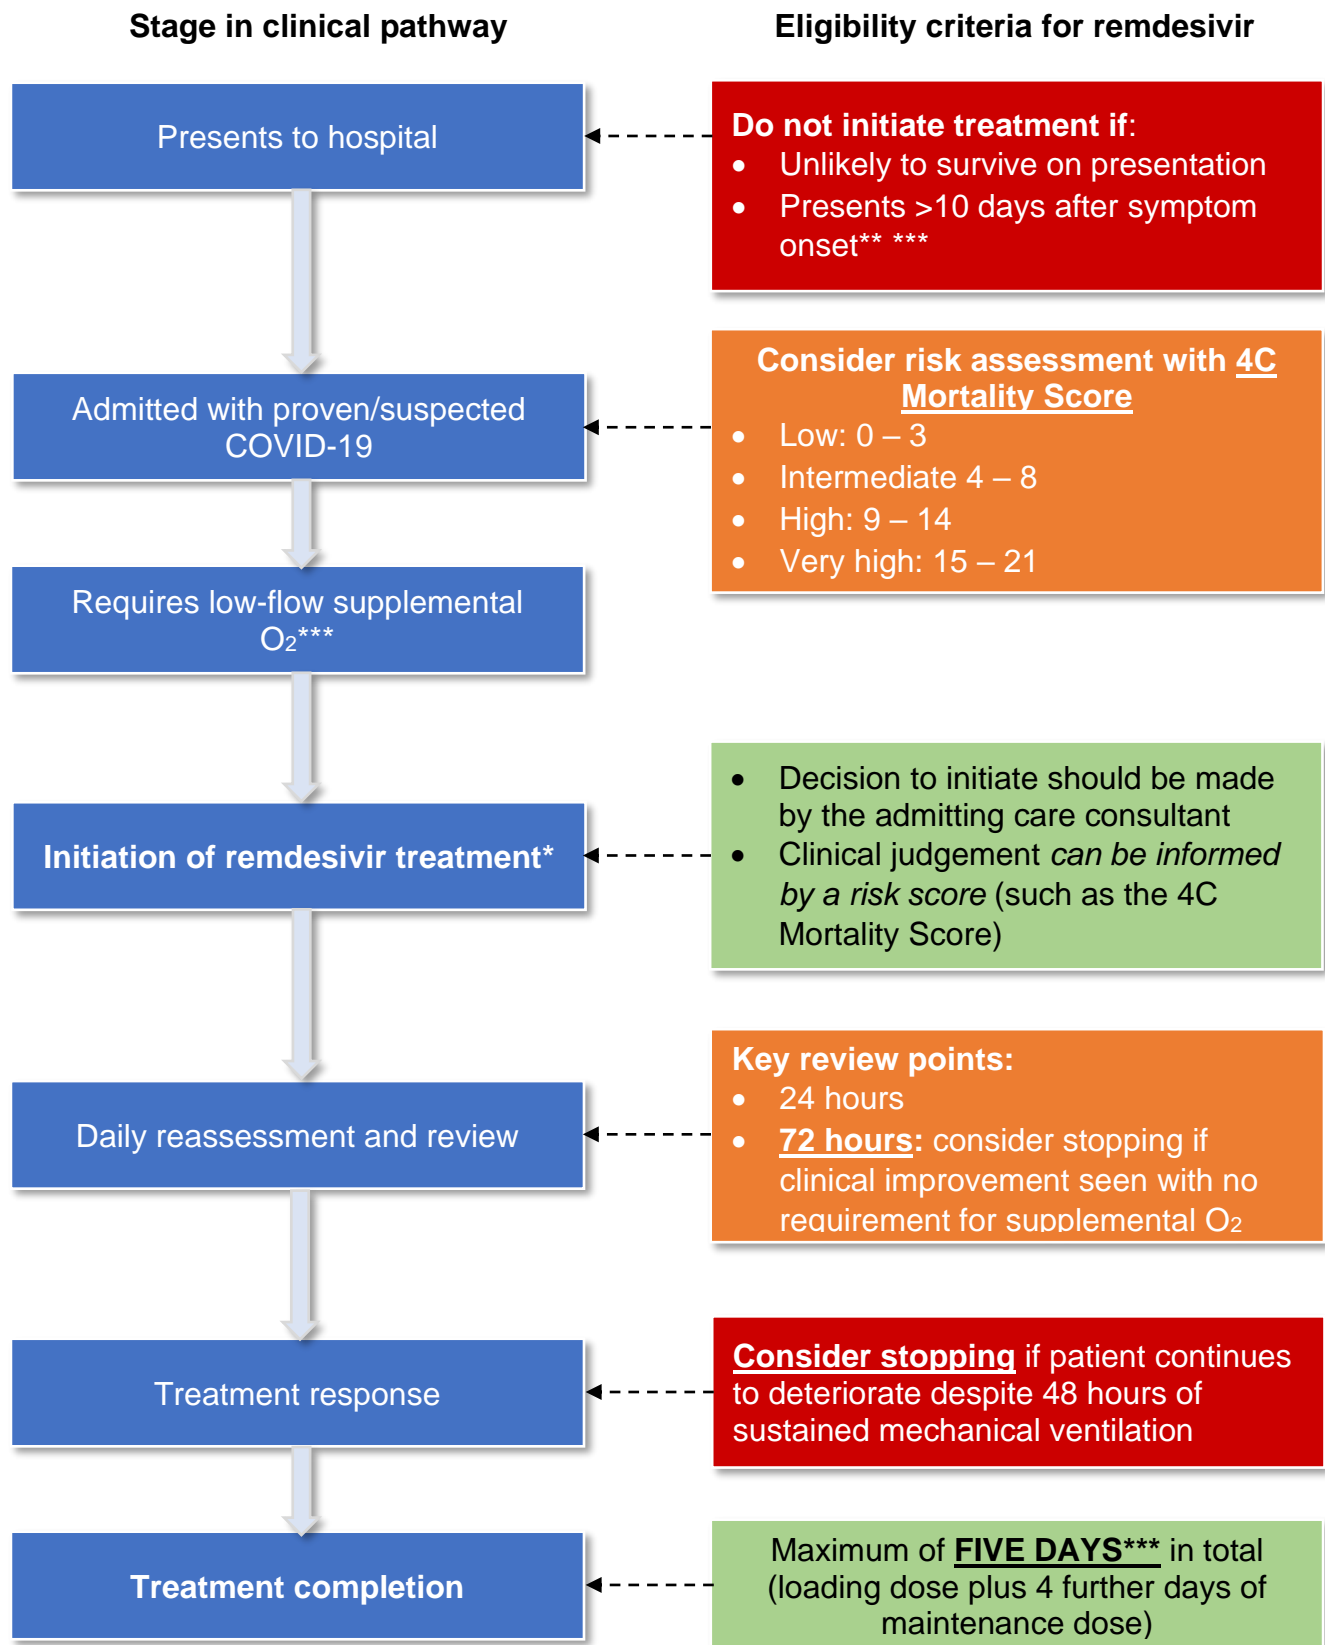 Stage in clinical pathway
Eligibility criteria for remdesivir
Presents to hospital
Do not initiate treatment if:
• Unlikely to survive on presentation
• Presents >10 days after symptom
onset** ***
Admitted with proven/suspected
COVID-19
Consider risk assessment with 4C
Mortality Score
• Low: 0 – 3
• Intermediate 4 – 8
• High: 9 – 14
• Very high: 15 – 21
Requires low-flow supplemental
O2***
Initiation of remdesivir treatment*
• Decision to initiate should be made
by the admitting care consultant
• Clinical judgement can be informed
by a risk score (such as the 4C
Mortality Score)
Daily reassessment and review
Key review points:
• 24 hours
• 72 hours: consider stopping if
clinical improvement seen with no
requirement for supplemental O2
Treatment response
Consider stopping if patient continues
to deteriorate despite 48 hours of
sustained mechanical ventilation
Treatment completion
Maximum of FIVE DAYS*** in total
(loading dose plus 4 further days of
maintenance dose)